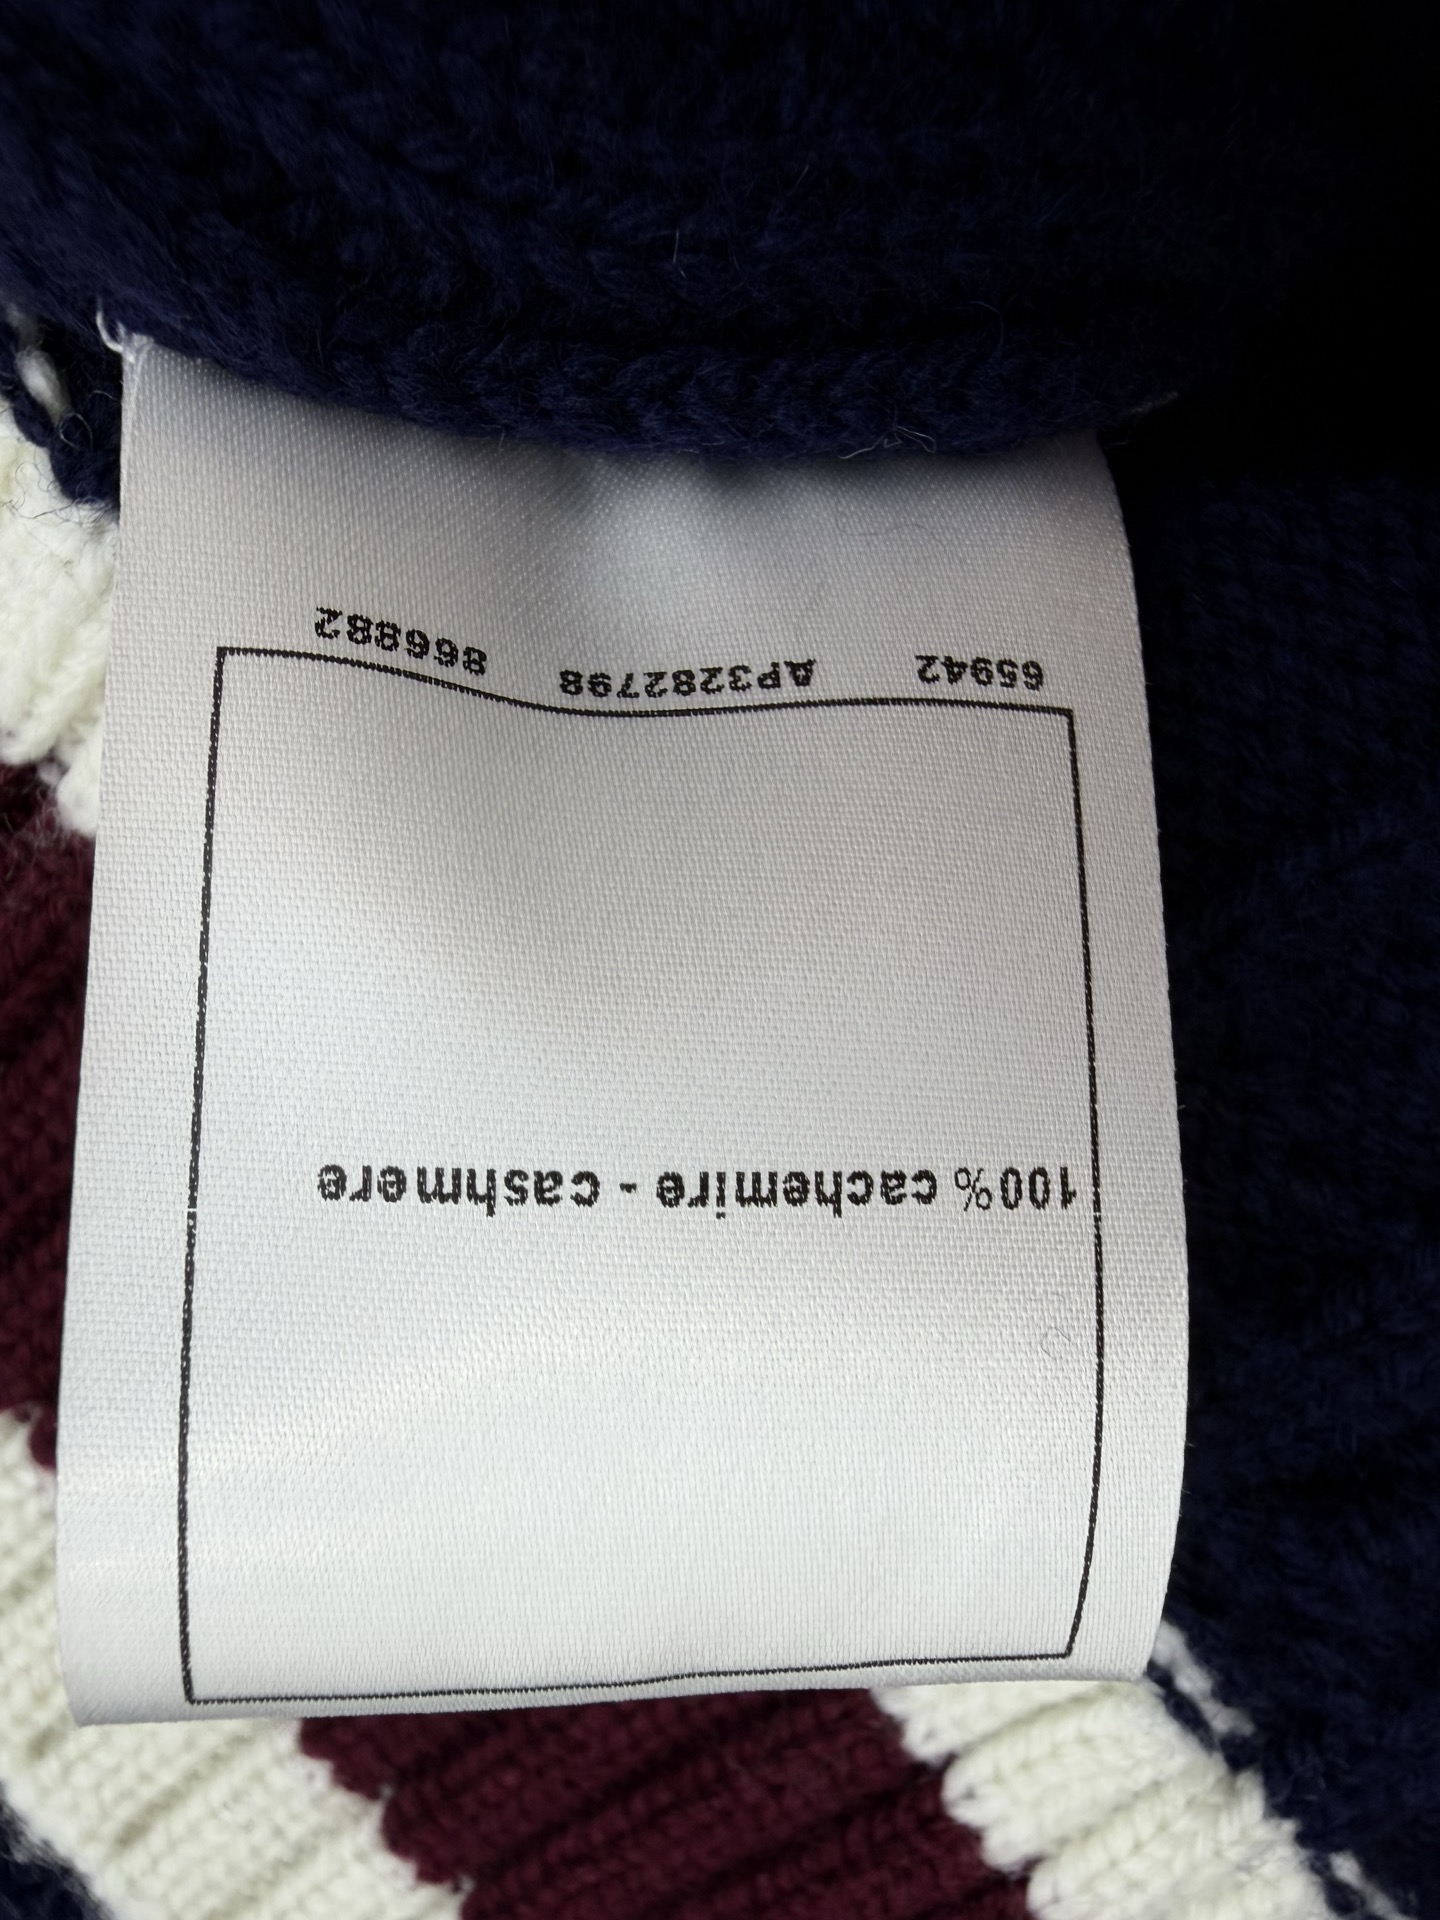 100% cachemire - cashmere
65942 AP3282798 866882